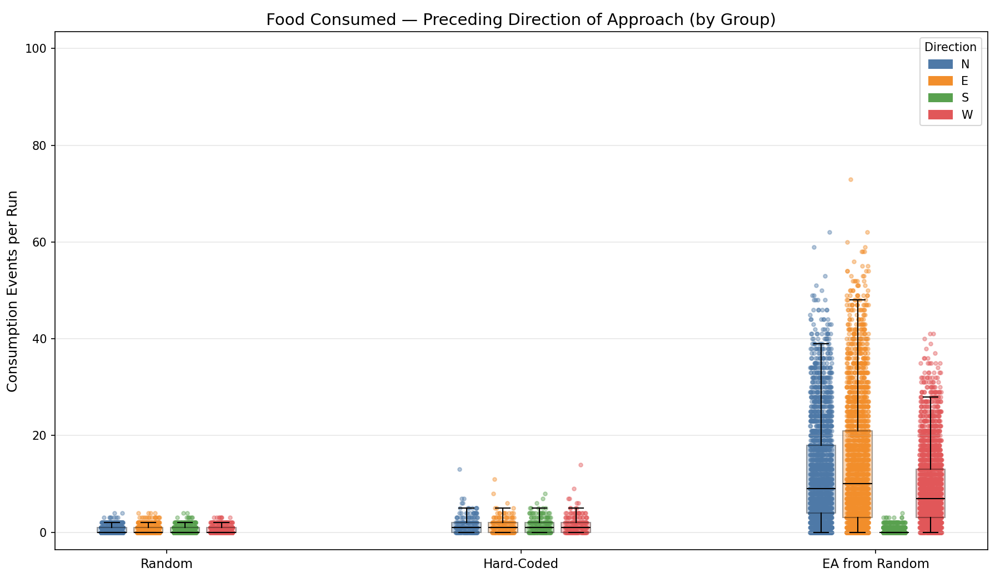 Food Consumed — Preceding Direction of Approach (by Group)
Consumption Events per Run
100
80
60
40
20
0
Direction
N
E
S
W
Random
Hard-Coded
EA from Random